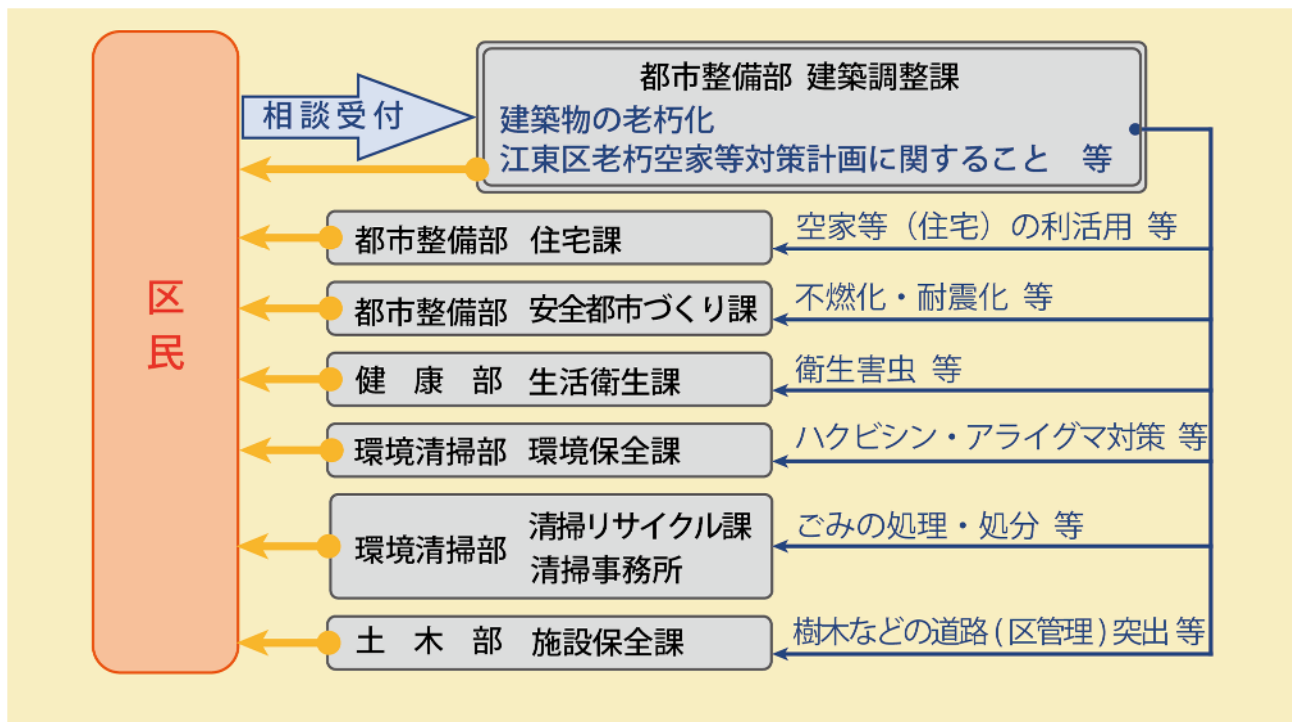 区民
相談受付
都市整備部 建築調整課
建築物の老朽化
江東区老朽空家等対策計画に関すること 等
都市整備部 住宅課
空家等（住宅）の利活用 等
都市整備部 安全都市づくり課
不燃化・耐震化 等
健康部 生活衛生課
衛生害虫 等
環境清掃部 環境保全課
ハクビシン・アライグマ対策 等
環境清掃部
清掃リサイクル課
清掃事務所
ごみの処理・処分 等
土木部 施設保全課
樹木などの道路(区管理)突出 等